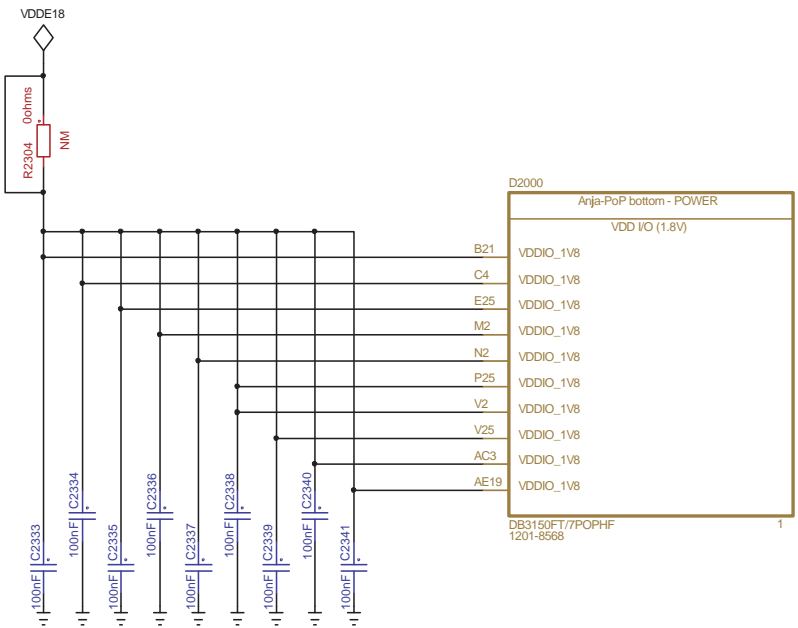 VDDE18
0ohms
R2304
NM
D2000
Anja-PoP bottom - POWER
VDD I/O (1.8V)
B21 VDDIO_1V8
C4 VDDIO_1V8
E25 VDDIO_1V8
M2 VDDIO_1V8
N2 VDDIO_1V8
P25 VDDIO_1V8
V2 VDDIO_1V8
V25 VDDIO_1V8
AC3 VDDIO_1V8
AE19 VDDIO_1V8
DB3150FT/7POPHF 1
1201-8568
C2333
100nF
C2334
100nF
C2335
100nF
C2336
100nF
C2337
100nF
C2338
100nF
C2339
100nF
C2340
100nF
C2341
100nF